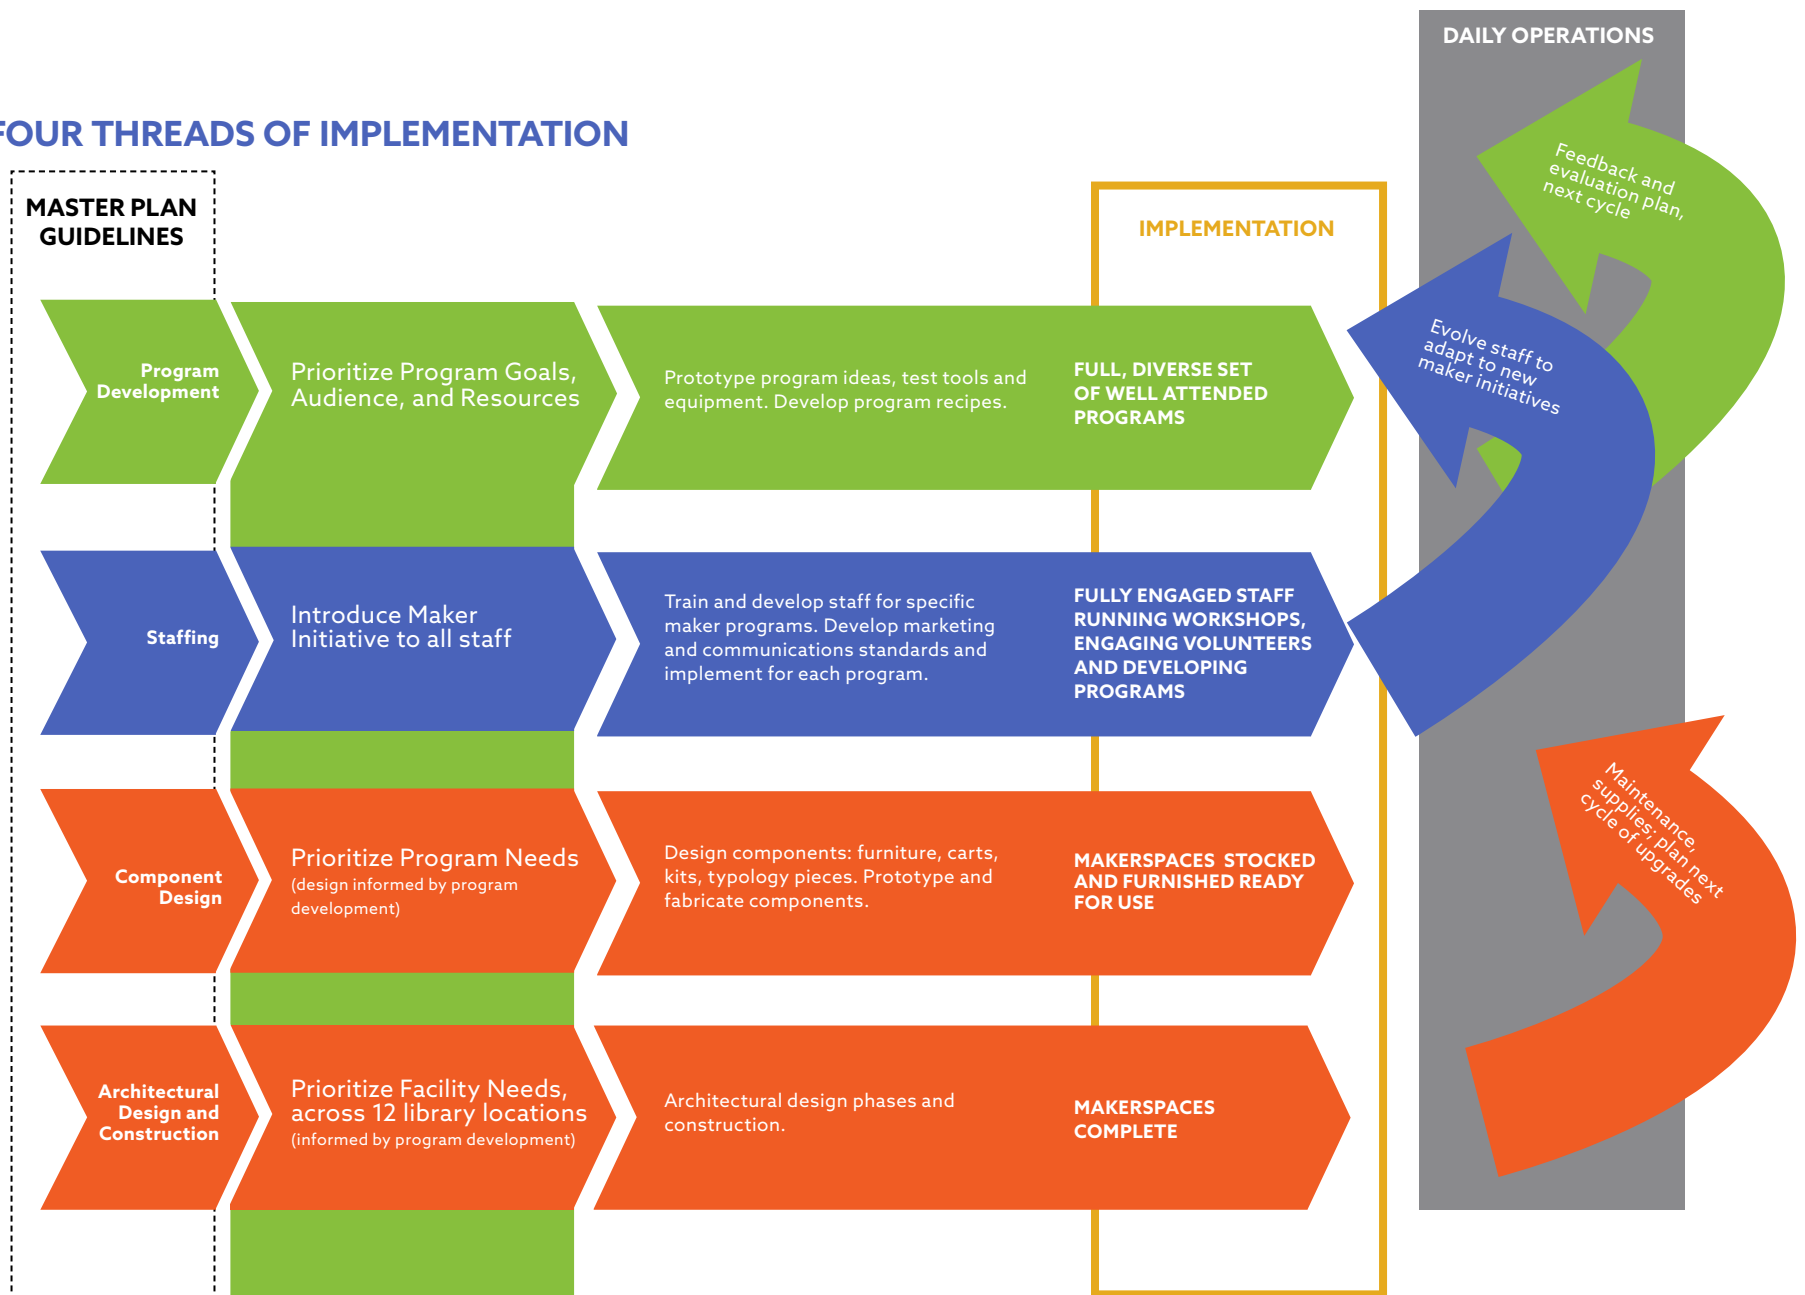 DAILY OPERATIONS
FOUR THREADS OF IMPLEMENTATION
MASTER PLAN
GUIDELINES
IMPLEMENTATION
Program
Development
Prioritize Program Goals,
Audience, and Resources
Prototype program ideas, test tools and
equipment. Develop program recipes.
FULL, DIVERSE SET
OF WELL ATTENDED
PROGRAMS
Feedback and
evaluation plan,
next cycle
Staffing
Introduce Maker
Initiative to all staff
Train and develop staff for specific
maker programs. Develop marketing
and communications standards and
implement for each program.
FULLY ENGAGED STAFF
RUNNING WORKSHOPS,
ENGAGING VOLUNTEERS
AND DEVELOPING
PROGRAMS
Evolve staff to
adapt to new
maker initiatives
Component
Design
Prioritize Program Needs
(design informed by program
development)
Design components: furniture, carts,
kits, typology pieces. Prototype and
fabricate components.
MAKERSPACES STOCKED
AND FURNISHED READY
FOR USE
Maintenance,
supplies; plan next
cycle of upgrades
Architectural
Design and
Construction
Prioritize Facility Needs,
across 12 library locations
(informed by program development)
Architectural design phases and
construction.
MAKERSPACES
COMPLETE